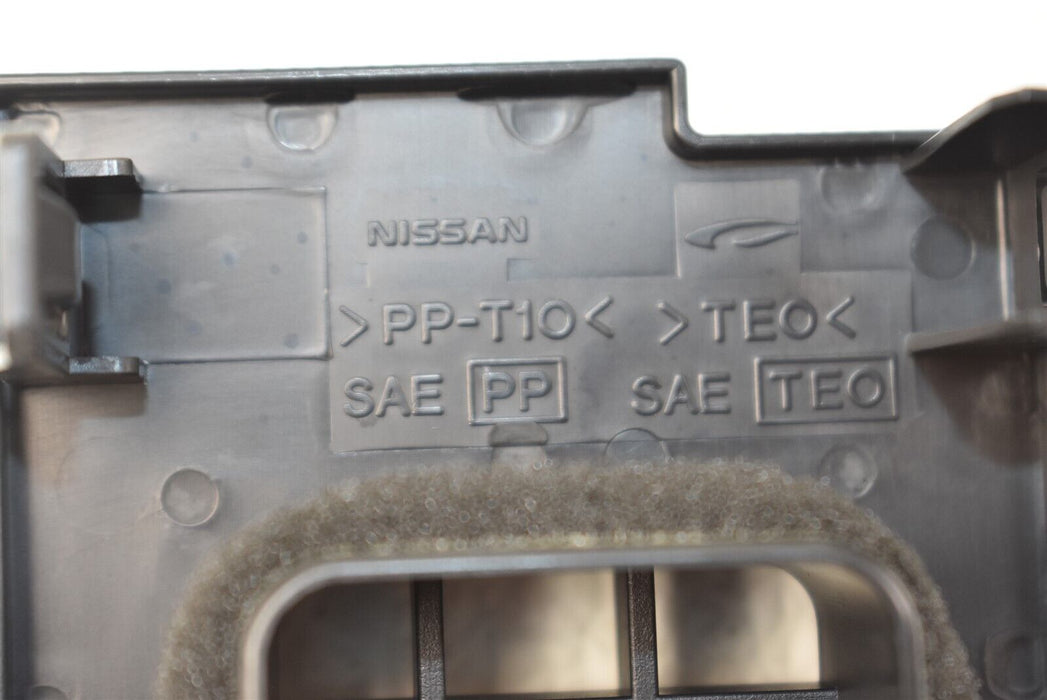 NISSAN
>PP-T10< >TEO<
SAE PP SAE TEO